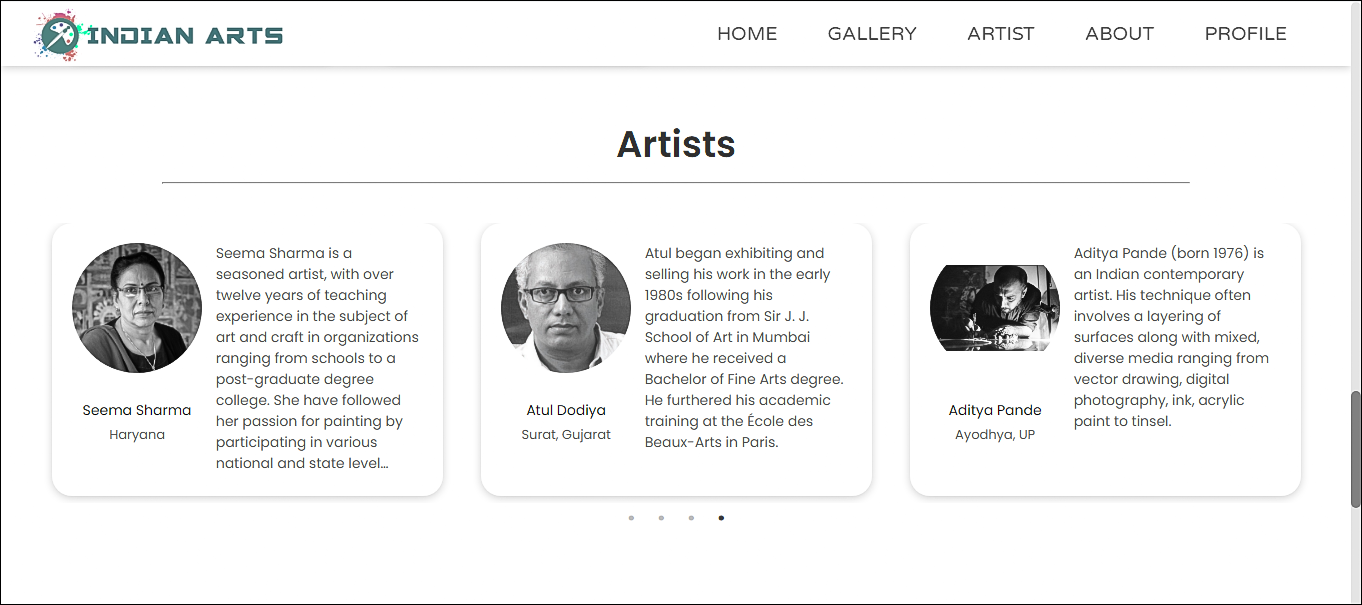 INDIAN ARTS
HOME GALLERY ARTIST ABOUT PROFILE
Artists
Seema Sharma is a
seasoned artist, with over
twelve years of teaching
experience in the subject of
art and craft in organizations
ranging from schools to a
post-graduate degree
college. She have followed
her passion for painting by
participating in various
national and state level...
Seema Sharma
Haryana
Atul began exhibiting and
selling his work in the early
1980s following his
graduation from Sir J. J.
School of Art in Mumbai
where he received a
Bachelor of Fine Arts degree.
He furthered his academic
training at the École des
Beaux-Arts in Paris.
Atul Dodiya
Surat, Gujarat
Aditya Pande (born 1976) is
an Indian contemporary
artist. His technique often
involves a layering of
surfaces along with mixed,
diverse media ranging from
vector drawing, digital
photography, ink, acrylic
paint to tinsel.
Aditya Pande
Ayodhya, UP